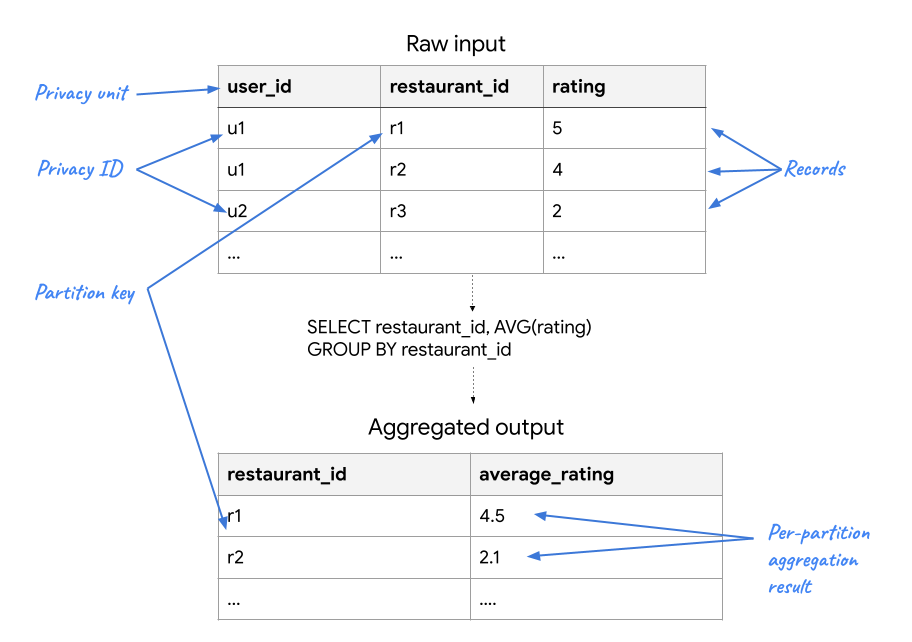 Raw input
Privacy unit
user_id restaurant_id rating
u1 r1 5
Privacy ID
u1 r2 4
Records
u2 r3 2
... ... ...
Partition key
SELECT restaurant_id, AVG(rating)
GROUP BY restaurant_id
Aggregated output
restaurant_id average_rating
r1 4.5
r2 2.1
Per-partition
aggregation
result
... ....